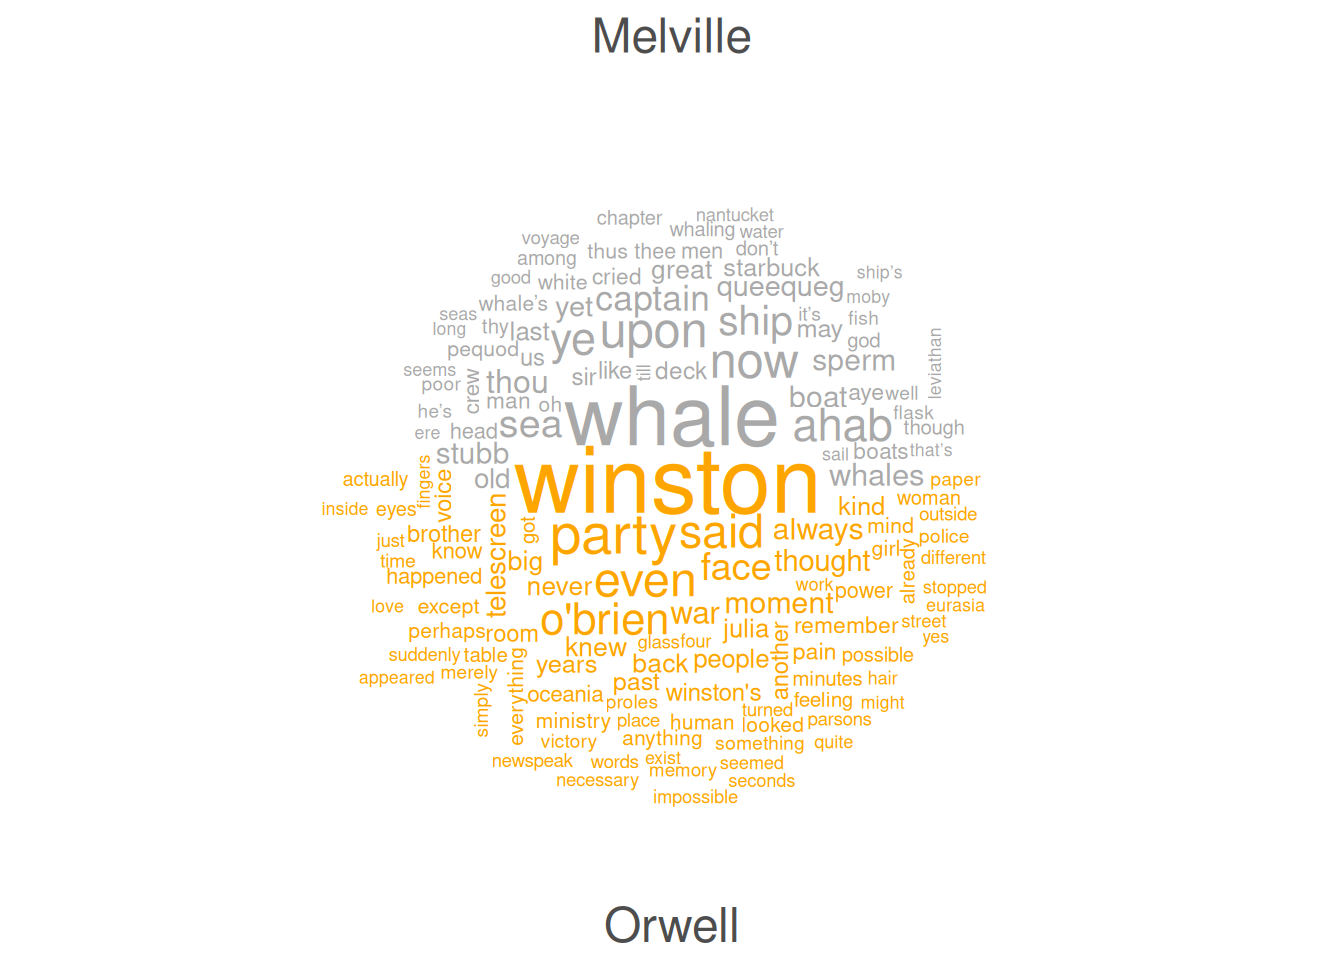 Melville
chapter nantucket
whaling water
voyage thus thee men don't
among
good white cried great starbuck ship's
whale's yet captain queequeg moby
seas it's fish
long thy last ye upon ship may god
pequod us now sperm leviathan
seems poor crew thou sir like till deck
man oh whale boat aye well
he's flask
ere head sea ahab though
stubb sail boats that's
old whales
actually fingers voice winston kind woman paper
inside eyes outside
just brother telescreen got party said always mind police
time know big face thought girl already different
happened never even work power stopped
love except o'brien war moment eurasia
perhaps room julia remember street
knew glass four yes
suddenly table years back people another pain possible
appeared merely past minutes hair
simply everything oceania proles winston's feeling might
ministry place human turned looked parsons
victory anything something quite
newspeak words exist seemed
necessary memory seconds
impossible
Orwell